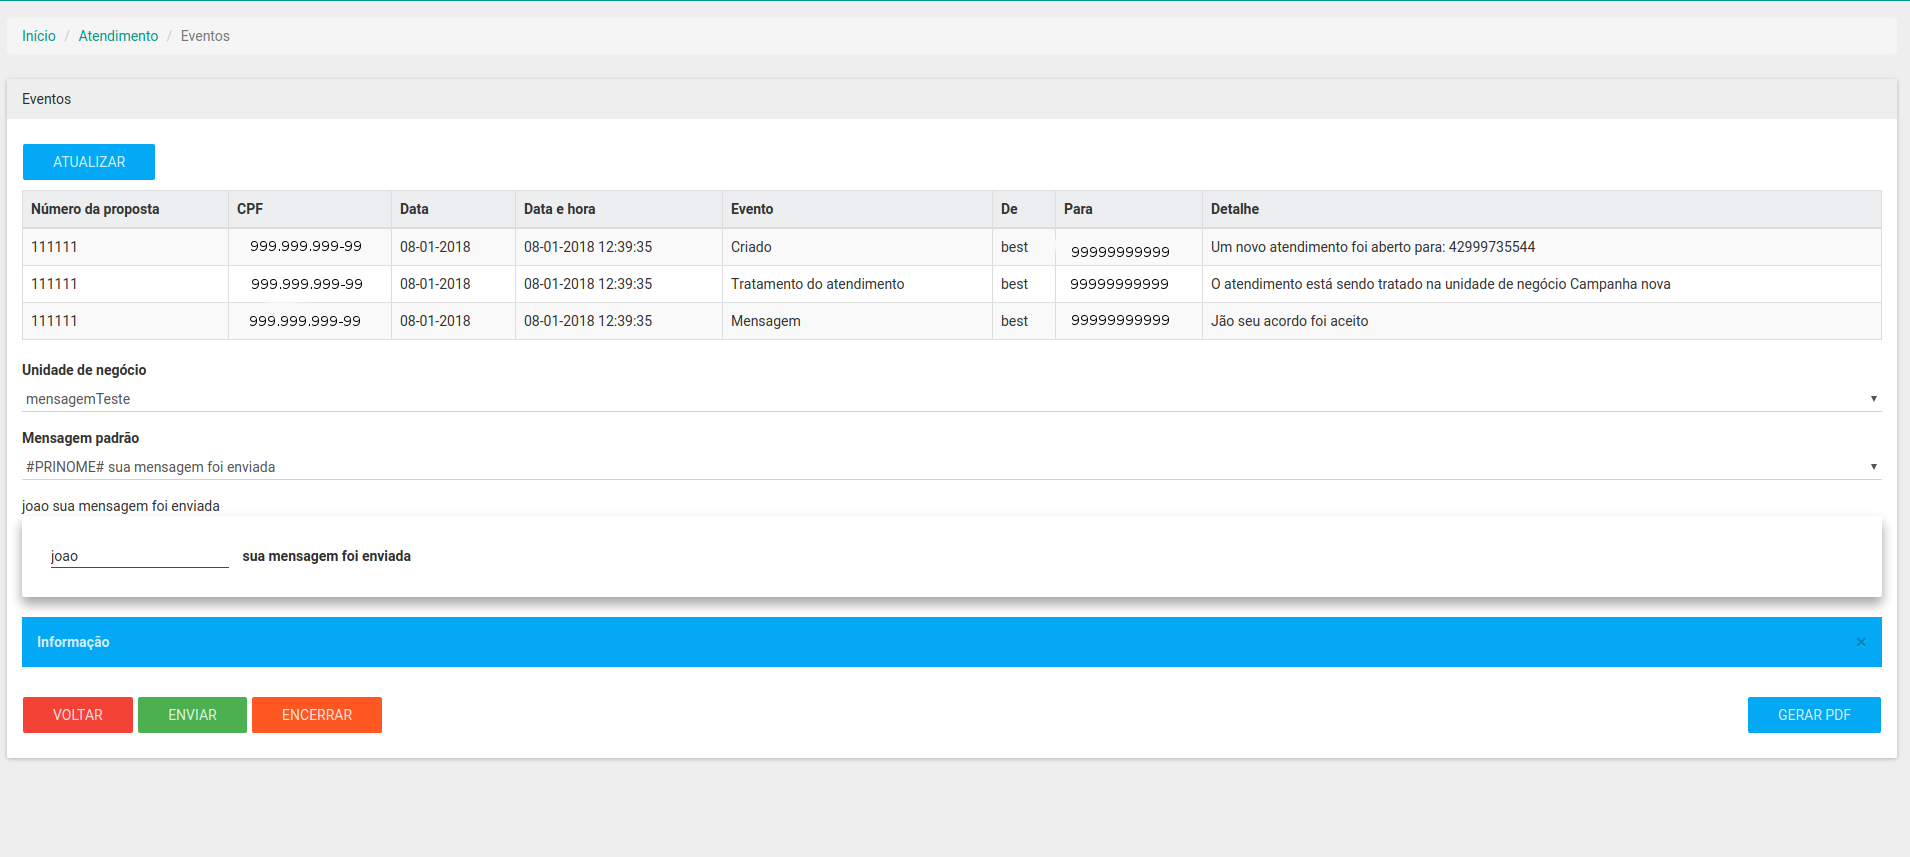 Início / Atendimento / Eventos
Eventos
ATUALIZAR
Número da proposta CPF Data Data e hora Evento De Para Detalhe
111111 999.999.999-99 08-01-2018 08-01-2018 12:39:35 Criado best 99999999999 Um novo atendimento foi aberto para: 42999735544
111111 999.999.999-99 08-01-2018 08-01-2018 12:39:35 Tratamento do atendimento best 99999999999 O atendimento está sendo tratado na unidade de negócio Campanha nova
111111 999.999.999-99 08-01-2018 08-01-2018 12:39:35 Mensagem best 99999999999 Jão seu acordo foi aceito
Unidade de negócio
mensagemTeste
Mensagem padrão
#PRINOME# sua mensagem foi enviada
joao sua mensagem foi enviada
joao sua mensagem foi enviada
Informação ×
VOLTAR ENVIAR ENCERRAR GERAR PDF